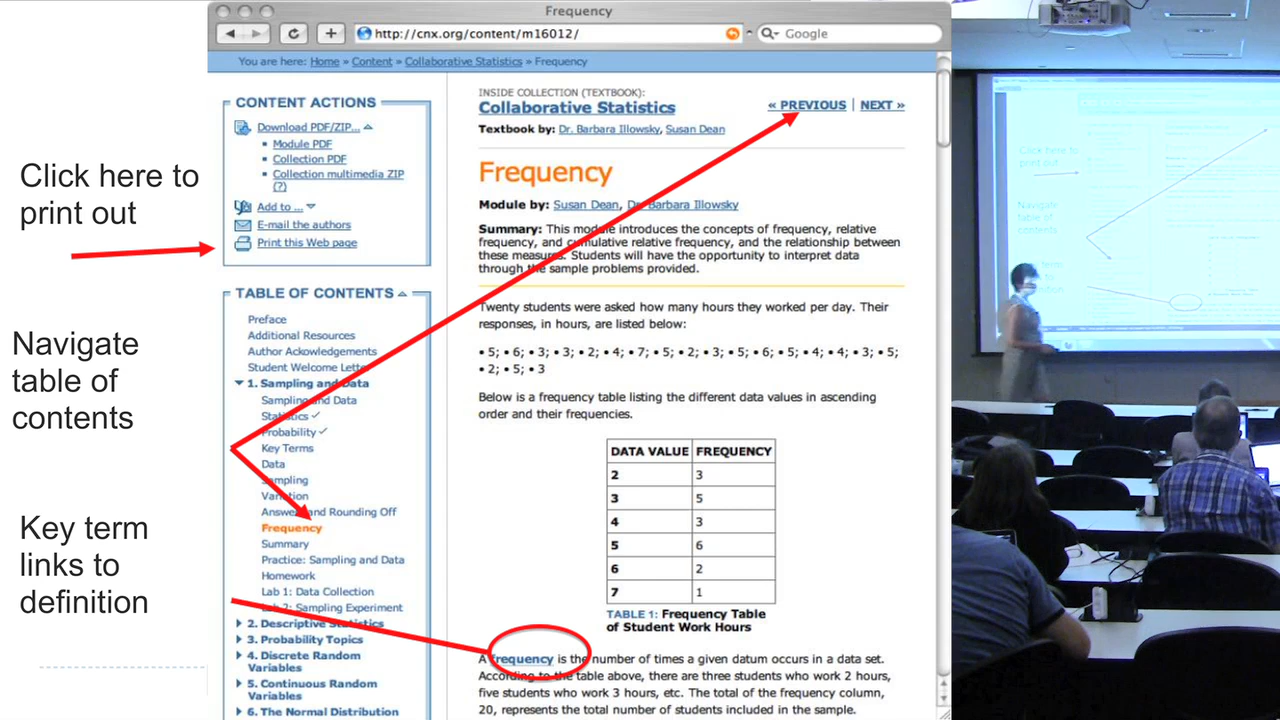 Frequency
http://cnx.org/content/m16012/
Google
You are here: Home » Content » Collaborative Statistics » Frequency
CONTENT ACTIONS
Download PDF/ZIP...
Module PDF
Collection PDF
Collection multimedia ZIP
(?)
Add to ...
E-mail the authors
Print this Web page
Click here to
print out
Navigate
table of
contents
Key term
links to
definition
TABLE OF CONTENTS
Preface
Additional Resources
Author Ackowledgements
Student Welcome Letter
1. Sampling and Data
Sampling and Data
Statistics ✓
Probability ✓
Key Terms
Data
Sampling
Variation
Answers and Rounding Off
Frequency
Summary
Practice: Sampling and Data
Homework
Lab 1: Data Collection
Lab 2: Sampling Experiment
2. Descriptive Statistics
3. Probability Topics
4. Discrete Random
Variables
5. Continuous Random
Variables
6. The Normal Distribution
INSIDE COLLECTION (TEXTBOOK):
Collaborative Statistics
« PREVIOUS | NEXT »
Textbook by: Dr. Barbara Illowsky, Susan Dean
Frequency
Module by: Susan Dean, Dr. Barbara Illowsky
Summary: This module introduces the concepts of frequency, relative
frequency, and cumulative relative frequency, and the relationship between
these measures. Students will have the opportunity to interpret data
through the sample problems provided.
Twenty students were asked how many hours they worked per day. Their
responses, in hours, are listed below:
• 5; • 6; • 3; • 3; • 2; • 4; • 7; • 5; • 2; • 3; • 5; • 6; • 5; • 4; • 4; • 3; • 5;
• 2; • 5; • 3
Below is a frequency table listing the different data values in ascending
order and their frequencies.
DATA VALUE FREQUENCY
2 3
3 5
4 3
5 6
6 2
7 1
TABLE 1: Frequency Table
of Student Work Hours
A frequency is the number of times a given datum occurs in a data set.
According to the table above, there are three students who work 2 hours,
five students who work 3 hours, etc. The total of the frequency column,
20, represents the total number of students included in the sample.
Click here to
print out
Navigate
table of
contents